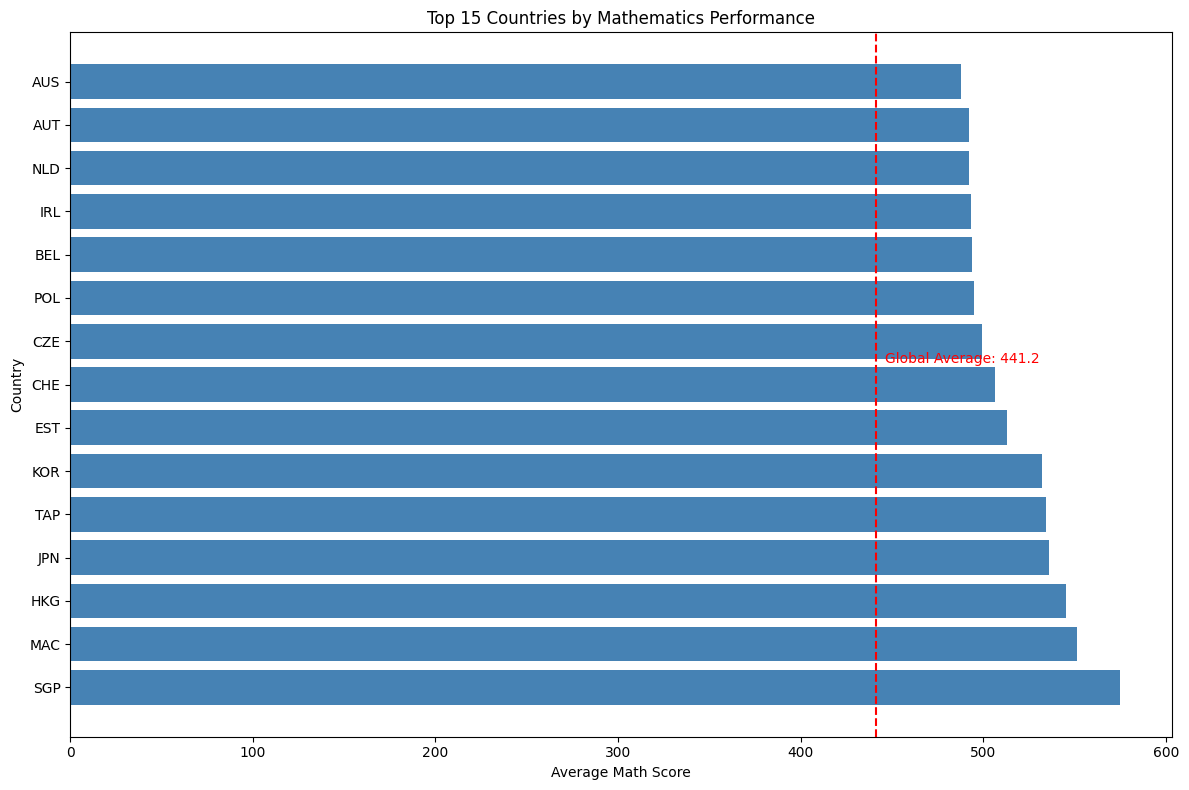 Top 15 Countries by Mathematics Performance
Country
AUS
AUT
NLD
IRL
BEL
POL
CZE
Global Average: 441.2
CHE
EST
KOR
TAP
JPN
HKG
MAC
SGP
0 100 200 300 400 500 600
Average Math Score